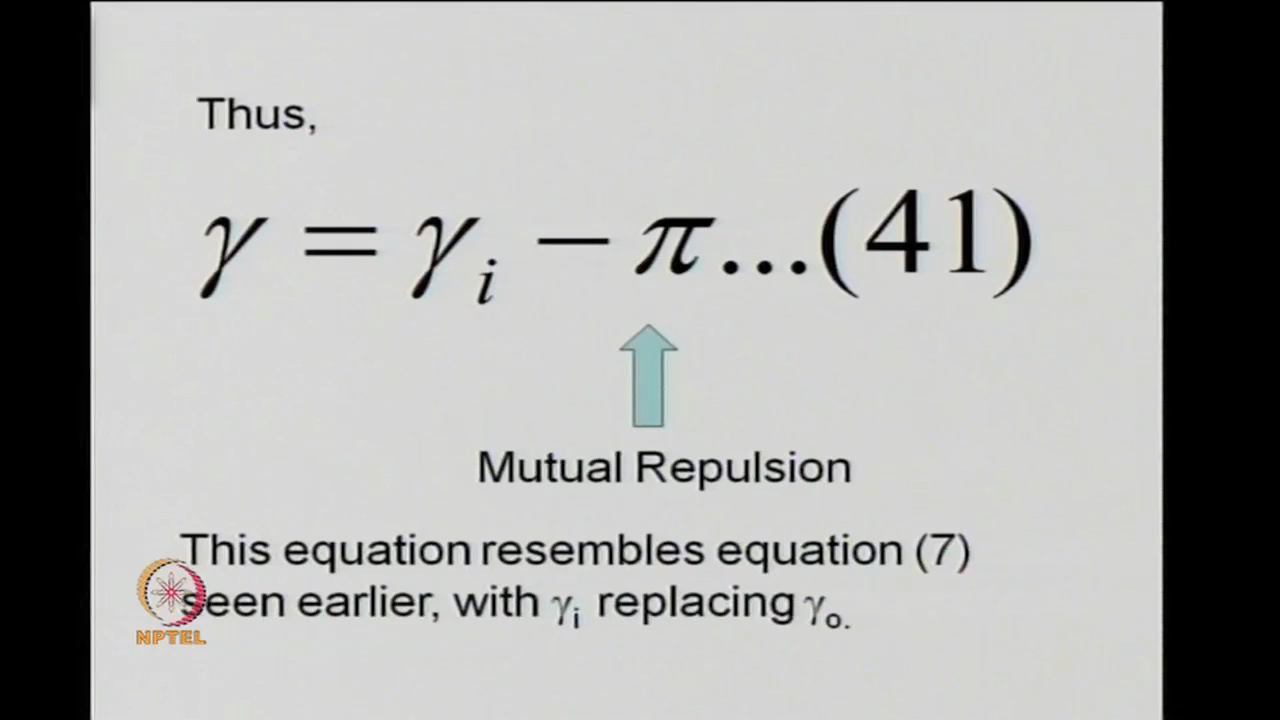 Thus,
γ = γᵢ − π...(41)
Mutual Repulsion
This equation resembles equation (7)
seen earlier, with γᵢ replacing γₒ.
NPTEL